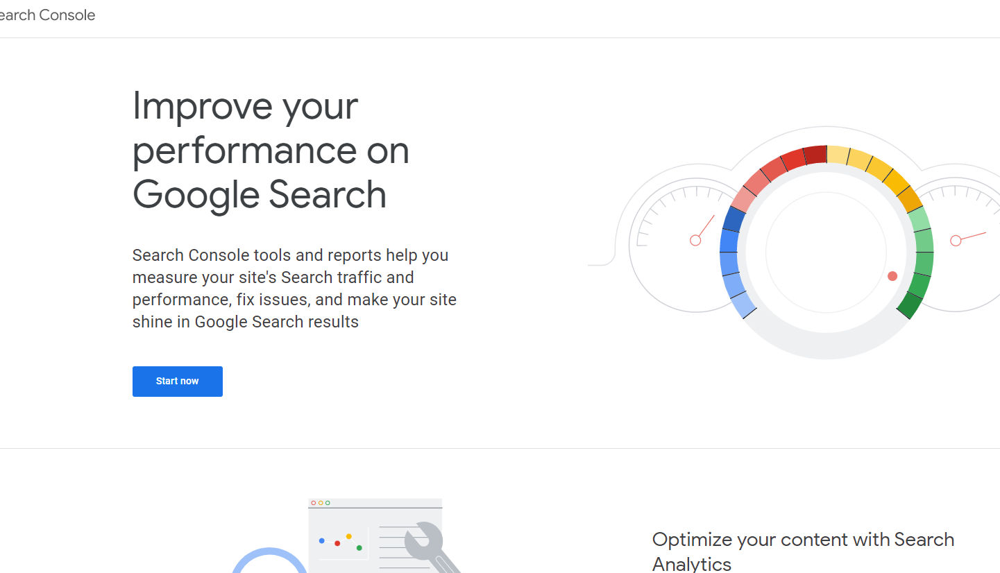 earch Console
Improve your
performance on
Google Search
Search Console tools and reports help you
measure your site's Search traffic and
performance, fix issues, and make your site
shine in Google Search results
Start now
Optimize your content with Search
Analytics